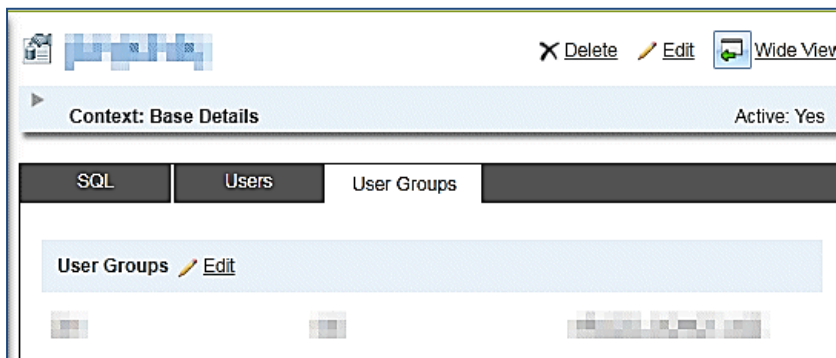 Delete Edit Wide View
Context: Base Details Active: Yes
SQL Users User Groups
User Groups Edit